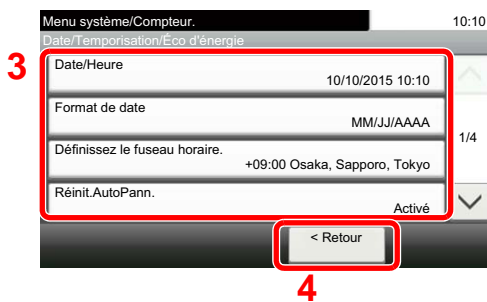 Menu système/Compteur.
10:10
Date/Temporisation/Éco d'énergie
3
Date/Heure
10/10/2015 10:10
Format de date
MM/JJ/AAAA
1/4
Définissez le fuseau horaire.
+09:00 Osaka, Sapporo, Tokyo
Réinit.AutoPann.
Activé
< Retour
4